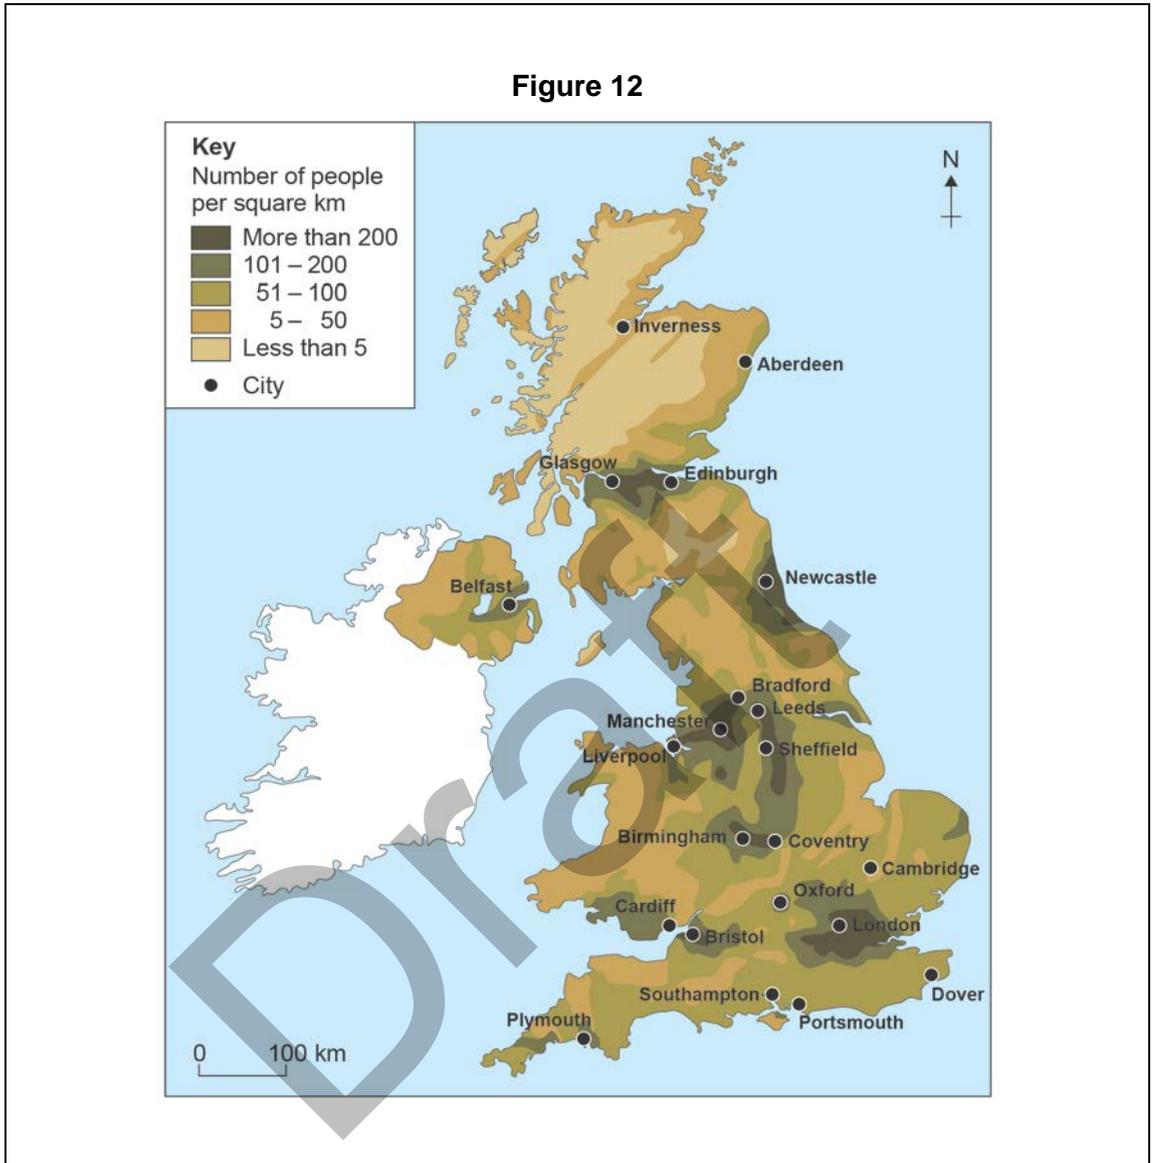 Figure 12
Key
Number of people
per square km
More than 200
101 – 200
51 – 100
5 – 50
Less than 5
City
N
Inverness
Aberdeen
Glasgow
Edinburgh
Newcastle
Belfast
Bradford
Leeds
Manchester
Sheffield
Liverpool
Birmingham
Coventry
Cambridge
Oxford
Cardiff
London
Bristol
Southampton
Dover
Portsmouth
Plymouth
0 100 km
Draft